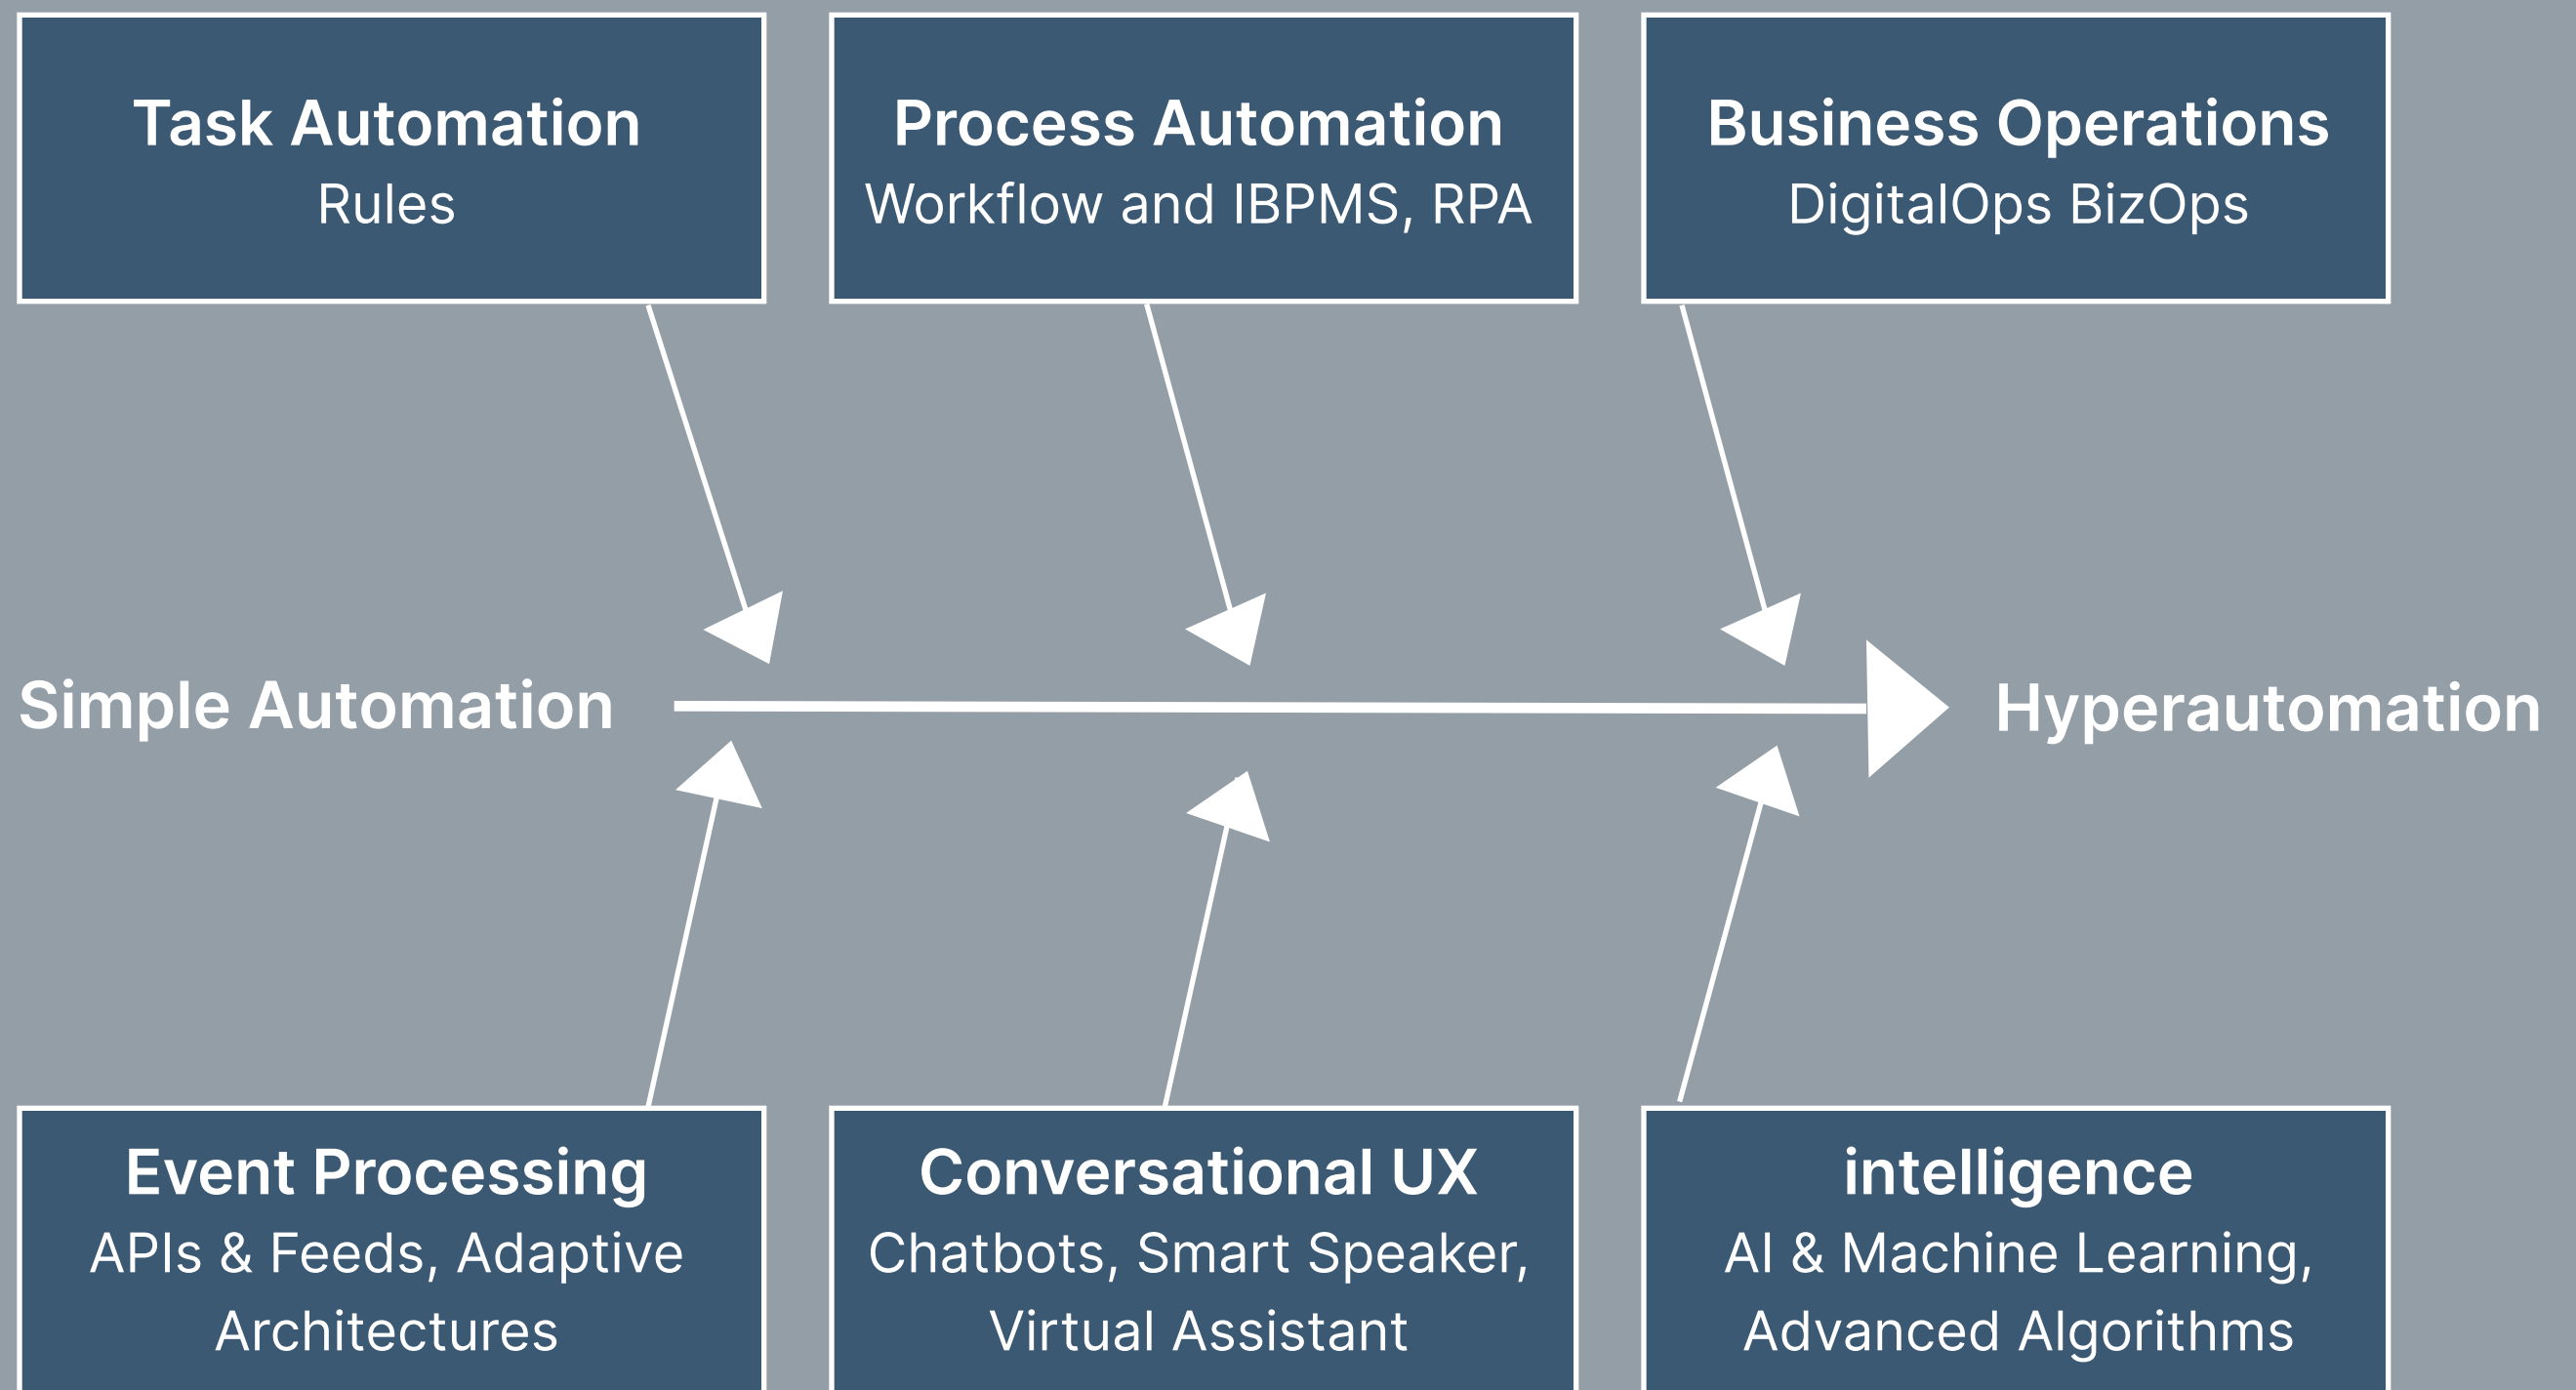 Task Automation
Rules
Process Automation
Workflow and IBPMS, RPA
Business Operations
DigitalOps BizOps
Simple Automation
Hyperautomation
Event Processing
APIs & Feeds, Adaptive
Architectures
Conversational UX
Chatbots, Smart Speaker,
Virtual Assistant
intelligence
AI & Machine Learning,
Advanced Algorithms